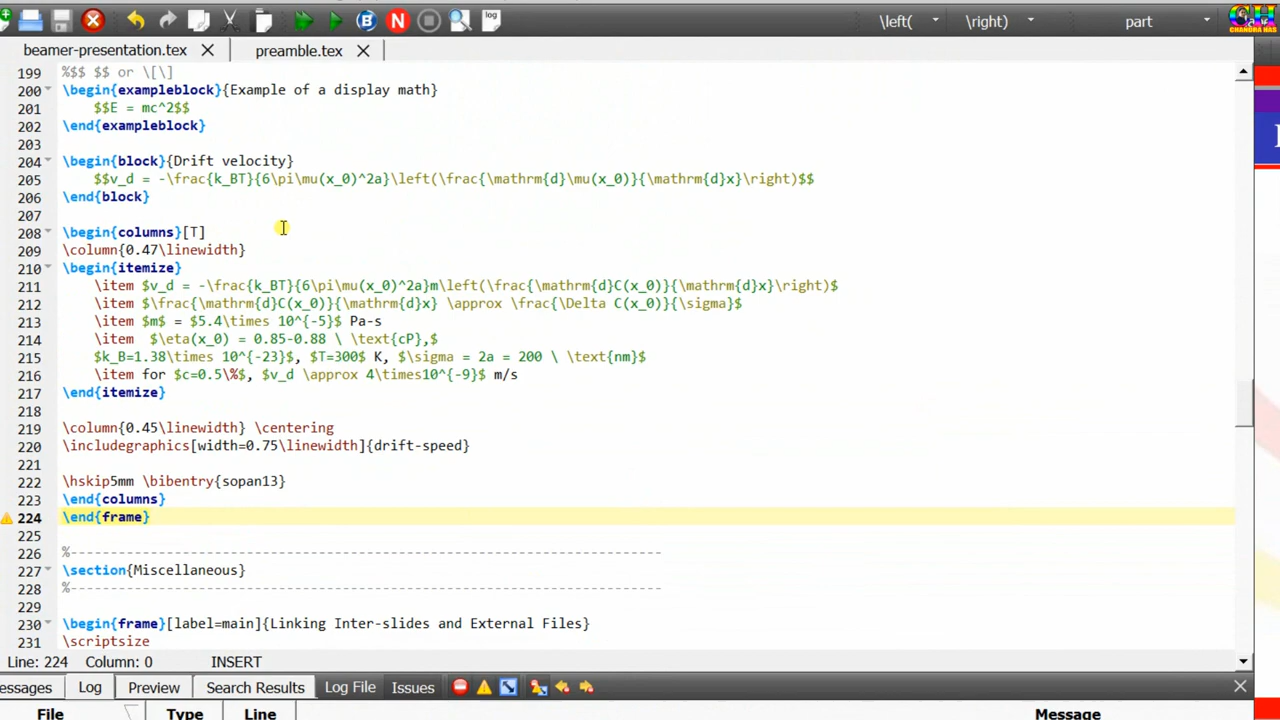 log
\left(
\right)
part
CHANDRA HAS
beamer-presentation.tex
preamble.tex
199 %$$ $$ or \[\]
200 \begin{exampleblock}{Example of a display math}
201 $$E = mc^2$$
202 \end{exampleblock}
203
204 \begin{block}{Drift velocity}
205 $$v_d = -\frac{k_BT}{6\pi\mu(x_0)^2a}\left(\frac{\mathrm{d}\mu(x_0)}{\mathrm{d}x}\right)$$
206 \end{block}
207
208 \begin{columns}[T]
209 \column{0.47\linewidth}
210 \begin{itemize}
211 \item $v_d = -\frac{k_BT}{6\pi\mu(x_0)^2a}m\left(\frac{\mathrm{d}C(x_0)}{\mathrm{d}x}\right)$
212 \item $\frac{\mathrm{d}C(x_0)}{\mathrm{d}x} \approx \frac{\Delta C(x_0)}{\sigma}$
213 \item $m$ = $5.4\times 10^{-5}$ Pa-s
214 \item  $\eta(x_0) = 0.85-0.88 \ \text{cP},$
215 $k_B=1.38\times 10^{-23}$, $T=300$ K, $\sigma = 2a = 200 \ \text{nm}$
216 \item for $c=0.5\%$, $v_d \approx 4\times10^{-9}$ m/s
217 \end{itemize}
218
219 \column{0.45\linewidth} \centering
220 \includegraphics[width=0.75\linewidth]{drift-speed}
221
222 \hskip5mm \bibentry{sopan13}
223 \end{columns}
224 \end{frame}
225
226 %------------------------------------------------------------------
227 \section{Miscellaneous}
228 %------------------------------------------------------------------
229
230 \begin{frame}[label=main]{Linking Inter-slides and External Files}
231 \scriptsize
Line: 224 Column: 0 INSERT
essages Log Preview Search Results Log File Issues
File Type Line Message